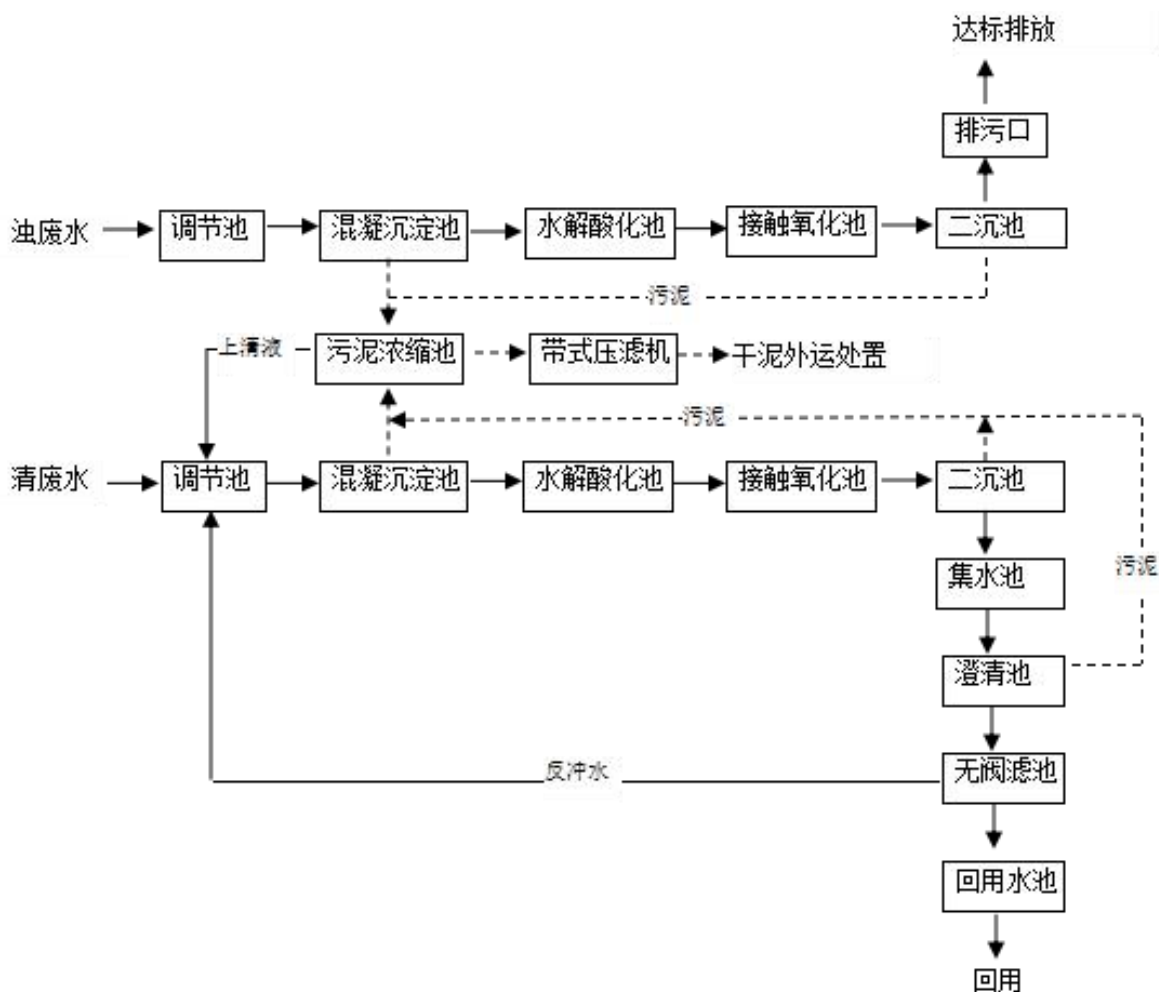 达标排放
排污口
浊废水
调节池
混凝沉淀池
水解酸化池
接触氧化池
二沉池
污泥
上清液
污泥浓缩池
带式压滤机
干泥外运处置
污泥
清废水
调节池
混凝沉淀池
水解酸化池
接触氧化池
二沉池
集水池
污泥
澄清池
反冲水
无阀滤池
回用水池
回用